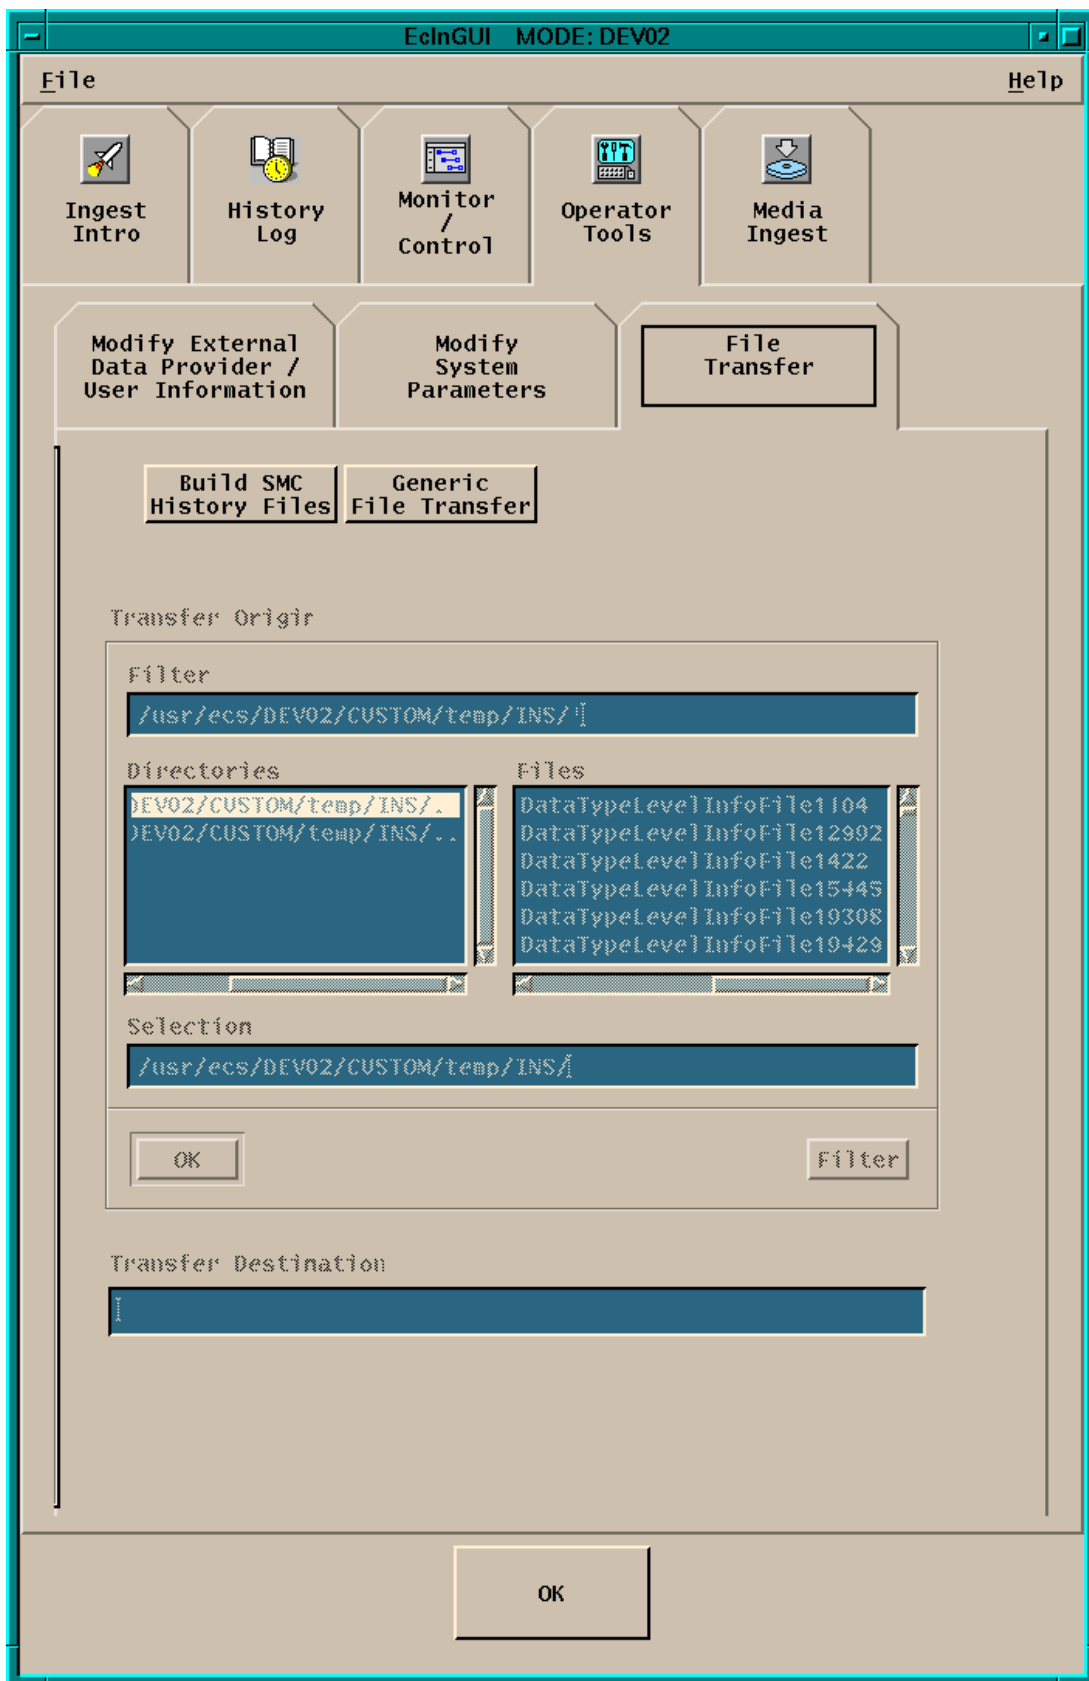 EcInGUI MODE: DEV02
File Help
Ingest
Intro
History
Log
Monitor
/
Control
Operator
Tools
Media
Ingest
Modify External
Data Provider /
User Information
Modify
System
Parameters
File
Transfer
Build SMC
History Files
Generic
File Transfer
Transfer Origin
Filter
/usr/ecs/DEV02/CUSTOM/temp/INS/*
Directories
DEV02/CUSTOM/temp/INS/.
DEV02/CUSTOM/temp/INS/..
Files
DataTypeLevelInfoFile1104
DataTypeLevelInfoFile12992
DataTypeLevelInfoFile1422
DataTypeLevelInfoFile15445
DataTypeLevelInfoFile19308
DataTypeLevelInfoFile19429
Selection
/usr/ecs/DEV02/CUSTOM/temp/INS/
OK
Filter
Transfer Destination
OK